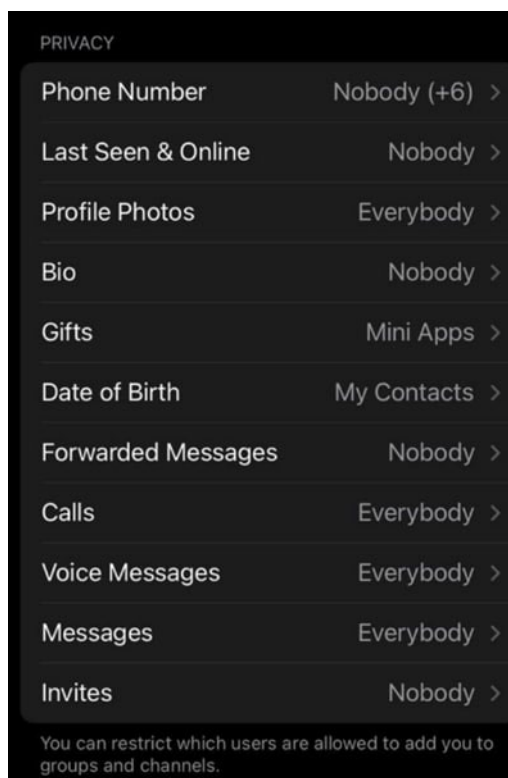 PRIVACY
Phone Number Nobody (+6)
Last Seen & Online Nobody
Profile Photos Everybody
Bio Nobody
Gifts Mini Apps
Date of Birth My Contacts
Forwarded Messages Nobody
Calls Everybody
Voice Messages Everybody
Messages Everybody
Invites Nobody
You can restrict which users are allowed to add you to
groups and channels.